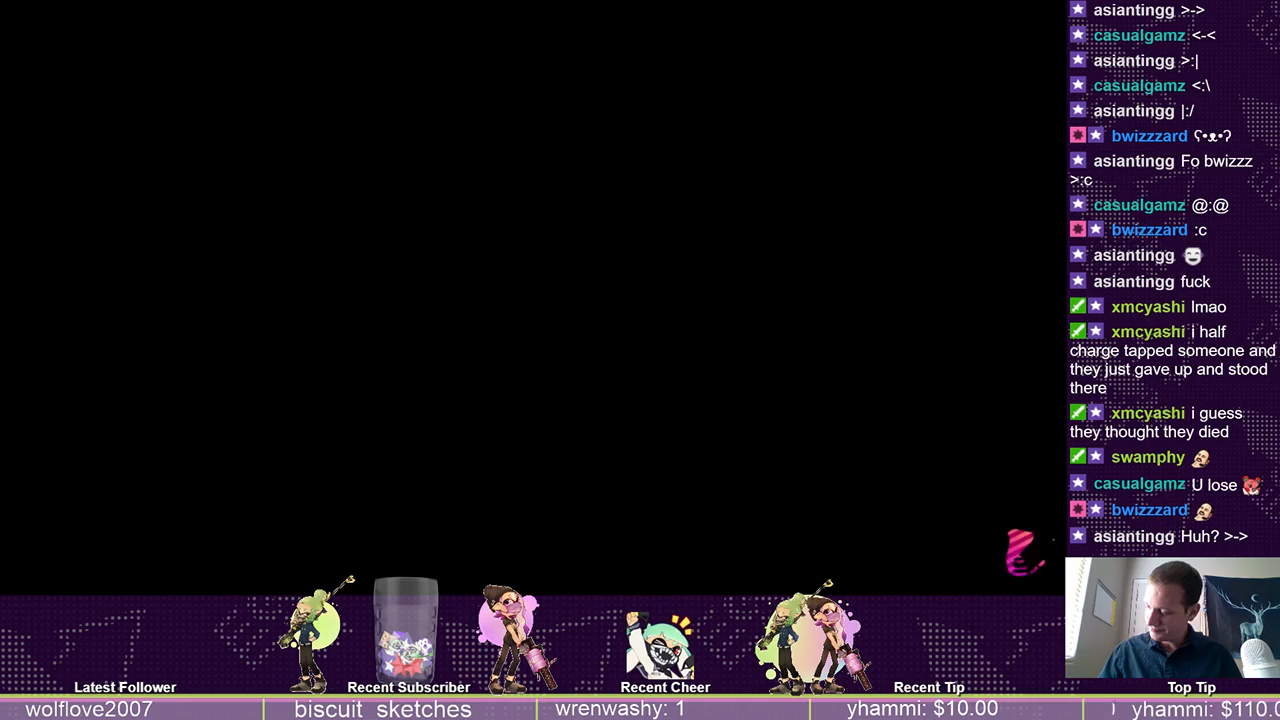 asiantingg >->
casualgamz <-<
asiantingg >:|
casualgamz <:\
asiantingg |:/
bwizzzard ʕ•ᴥ•ʔ
asiantingg Fo bwizzz
>:c
casualgamz @:@
bwizzzard :c
asiantingg
asiantingg fuck
xmcyashi lmao
xmcyashi i half
charge tapped someone and
they just gave up and stood
there
xmcyashi i guess
they thought they died
swamphy
casualgamz U lose
bwizzzard
asiantingg Huh? >->
Latest Follower
Recent Subscriber
Recent Cheer
Recent Tip
Top Tip
wolflove2007
biscuit_sketches
wrenwashy: 1
yhammi: $10.00
yhammi: $110.0